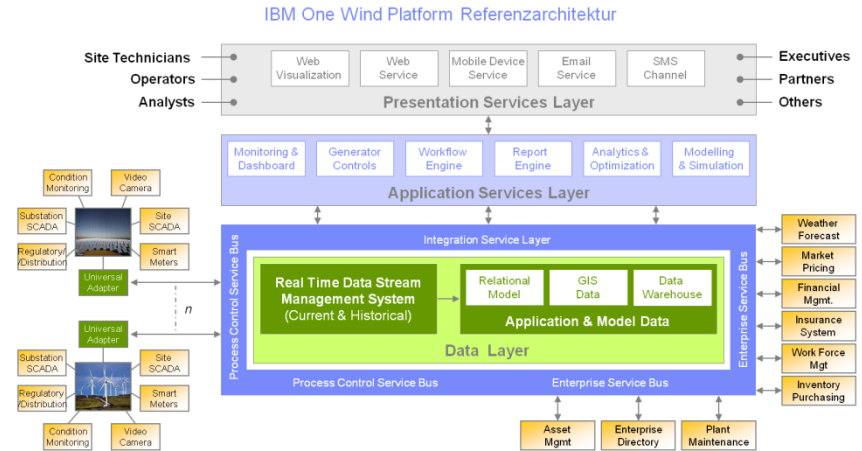 IBM One Wind Platform Referenzarchitektur
Site Technicians
Operators
Analysts
Web
Visualization
Web
Service
Mobile Device
Service
Email
Service
SMS
Channel
Presentation Services Layer
Executives
Partners
Others
Monitoring &
Dashboard
Generator
Controls
Workflow
Engine
Report
Engine
Analytics &
Optimization
Modelling
& Simulation
Application Services Layer
Condition
Monitoring
Video
Camera
Substation
SCADA
Site
SCADA
Regulatory/
/Distribution
Smart
Meters
Universal
Adapter
n
Universal
Adapter
Substation
SCADA
Site
SCADA
Regulatory/
/Distribution
Smart
Meters
Condition
Monitoring
Video
Camera
Process Control Service Bus
Integration Service Layer
Enterprise Service Bus
Real Time Data Stream
Management System
(Current & Historical)
Relational
Model
GIS
Data
Data
Warehouse
Application & Model Data
Data Layer
Process Control Service Bus
Enterprise Service Bus
Weather
Forecast
Market
Pricing
Financial
Mgmt.
Insurance
System
Work Force
Mgt
Inventory
Purchasing
Asset
Mgmt
Enterprise
Directory
Plant
Maintenance